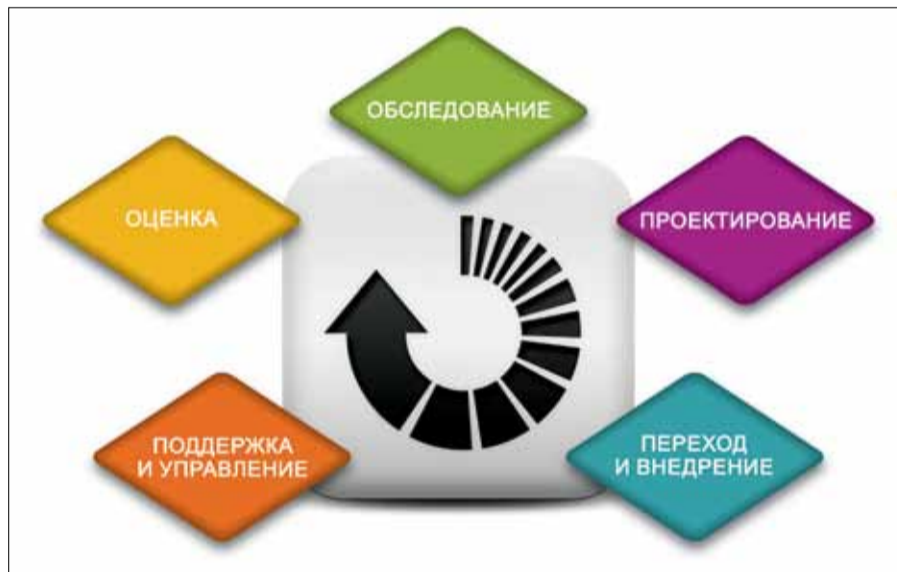 ОБСЛЕДОВАНИЕ
ОЦЕНКА
ПРОЕКТИРОВАНИЕ
ПОДДЕРЖКА
И УПРАВЛЕНИЕ
ПЕРЕХОД
И ВНЕДРЕНИЕ